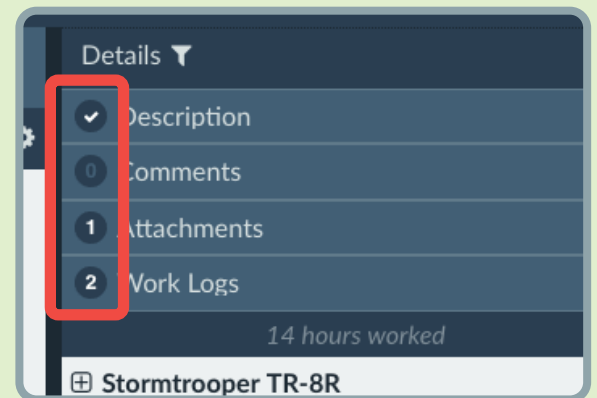 Details
Description
0 Comments
1 Attachments
2 Work Logs
14 hours worked
Stormtrooper TR-8R